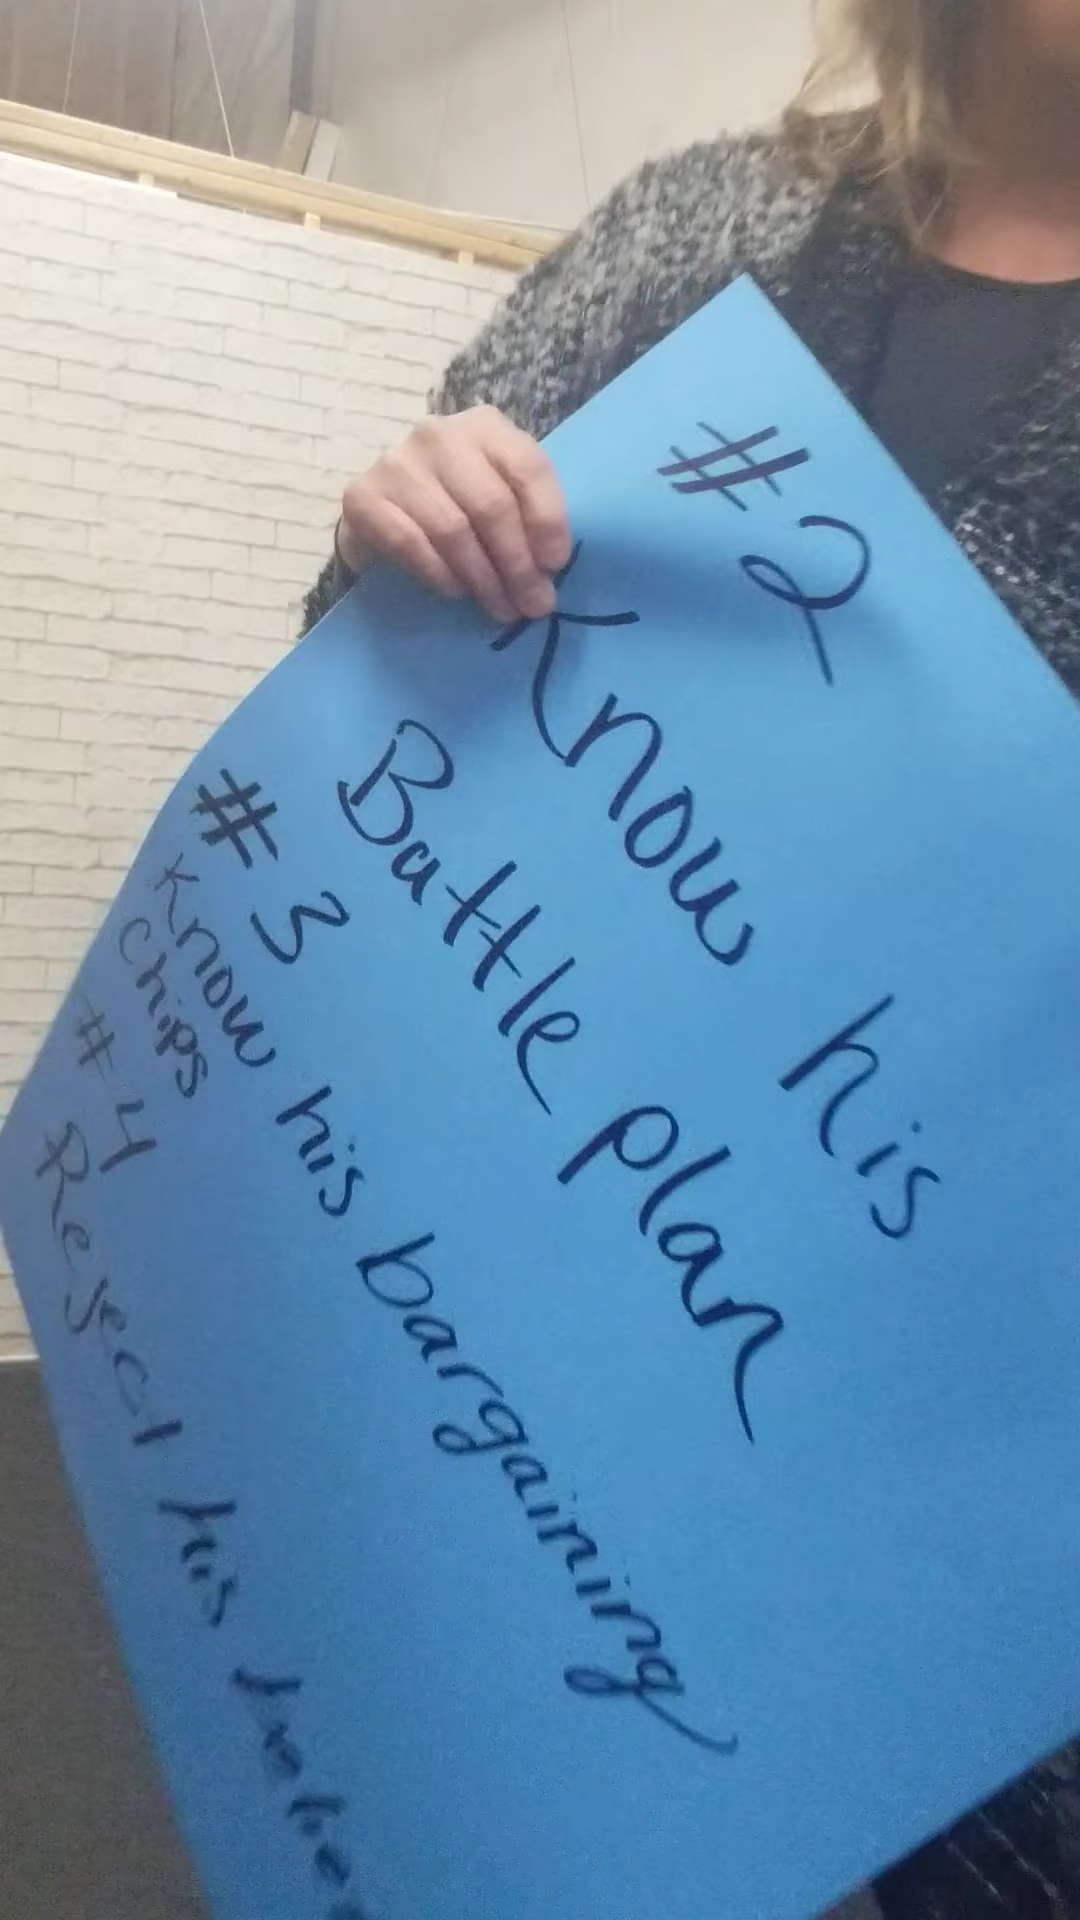 #2
Know his
Battle plan
#3
Know his bargaining
chips
#4
Reject his